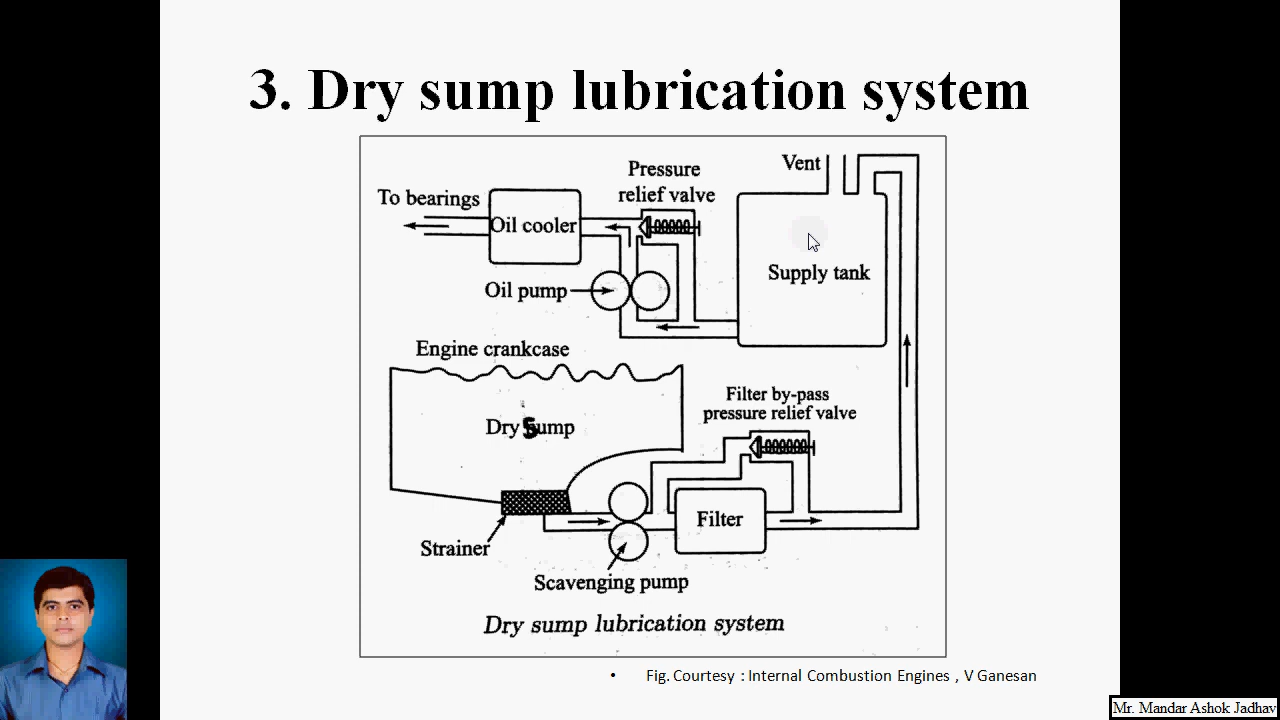 3. Dry sump lubrication system
Pressure
relief valve
Vent
To bearings
Oil cooler
Supply tank
Oil pump
Engine crankcase
Filter by-pass
pressure relief valve
Dry Sump
Filter
Strainer
Scavenging pump
Dry sump lubrication system
• Fig. Courtesy : Internal Combustion Engines , V Ganesan
Mr. Mandar Ashok Jadhav